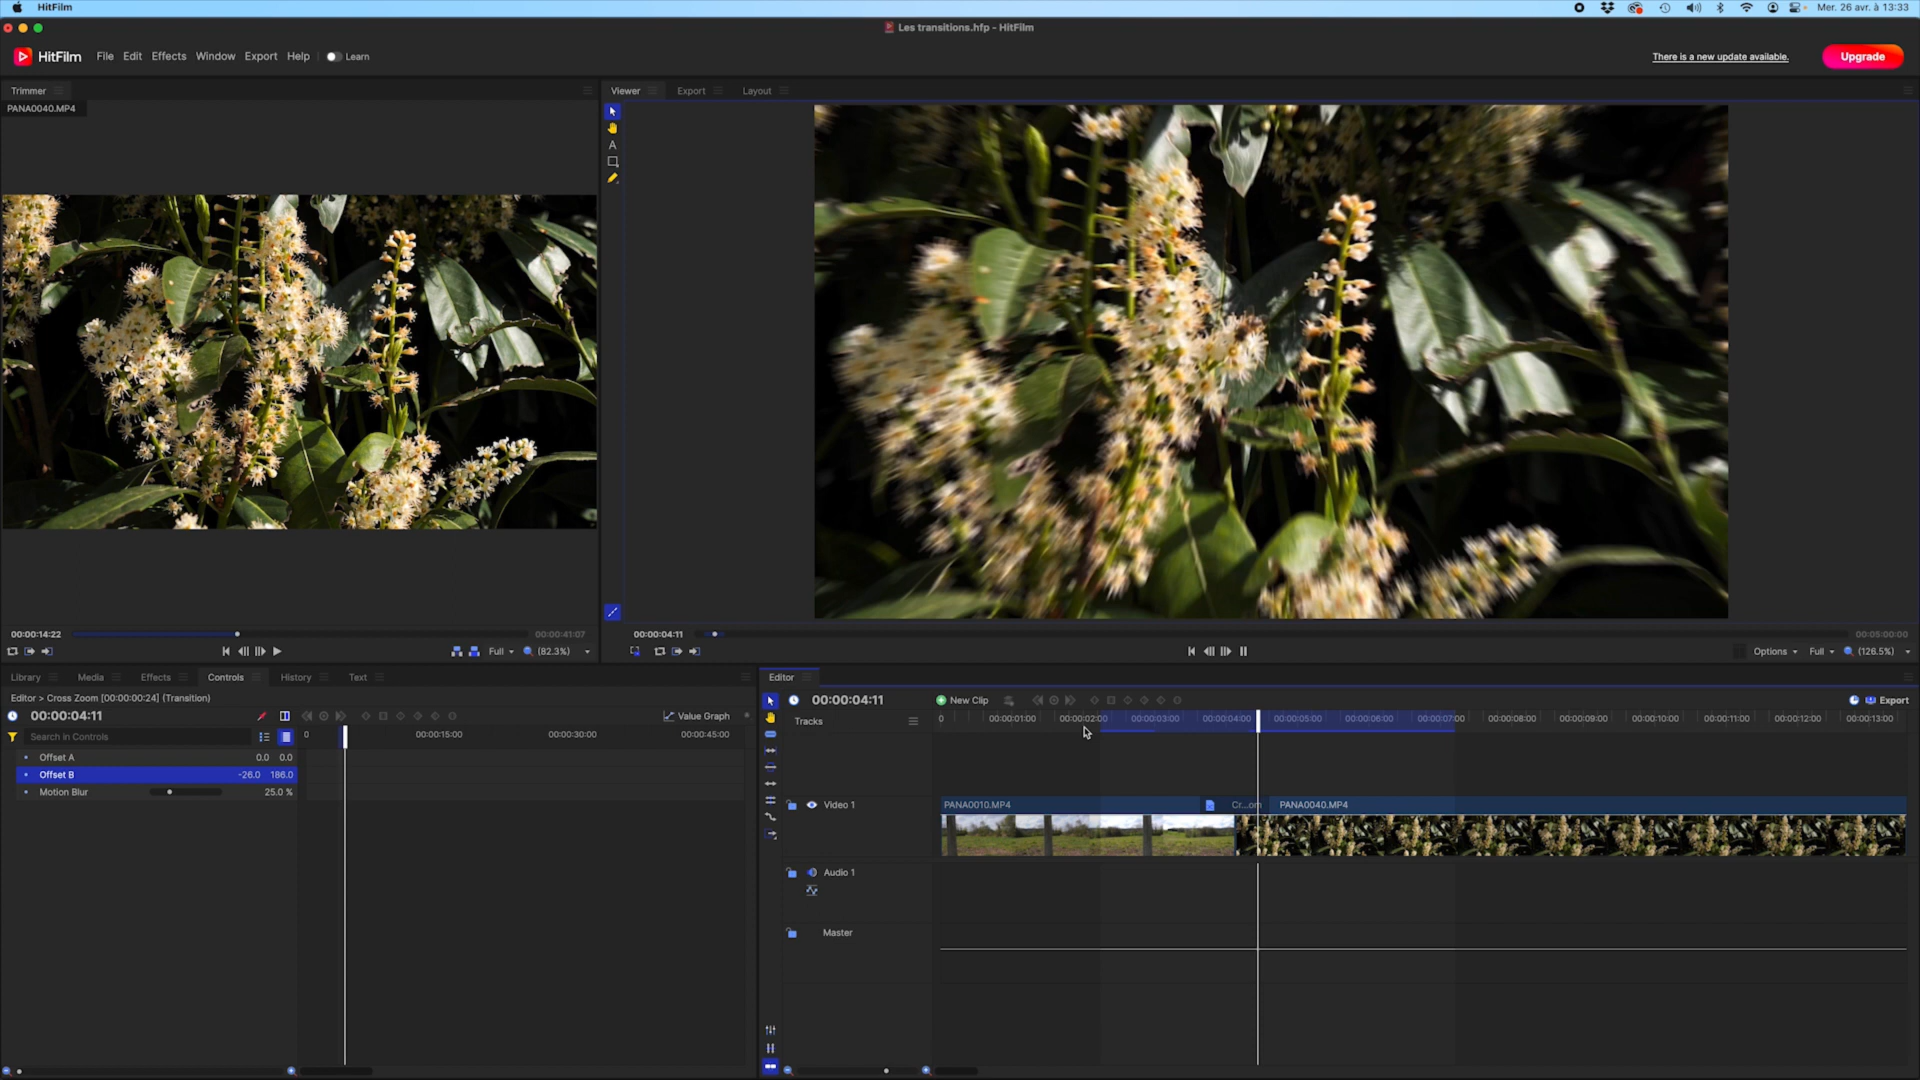 HitFilm
Mer. 26 avr. à 13:33
Les transitions.hfp - HitFilm
HitFilm
File Edit Effects Window Export Help Learn
There is a new update available.
Upgrade
Trimmer
Viewer Export Layout
PANA0040.MP4
A
00:00:14:22
00:00:41:07
00:00:04:11
00:05:00:00
Full (82.3%)
Options Full (126.5%)
Library Media Effects Controls History Text
Editor
Editor > Cross Zoom [00:00:00:24] (Transition)
00:00:04:11
New Clip
Export
00:00:04:11
Value Graph
Tracks
0 00:00:01:00 00:00:02:00 00:00:03:00 00:00:04:00 00:00:05:00 00:00:06:00 00:00:07:00 00:00:08:00 00:00:09:00 00:00:10:00 00:00:11:00 00:00:12:00 00:00:13:00
Search in Controls
0 00:00:15:00 00:00:30:00 00:00:45:00
Offset A 0.0 0.0
Offset B -26.0 186.0
Motion Blur 25.0 %
Video 1
PANA0010.MP4 Cr...om PANA0040.MP4
Audio 1
Master